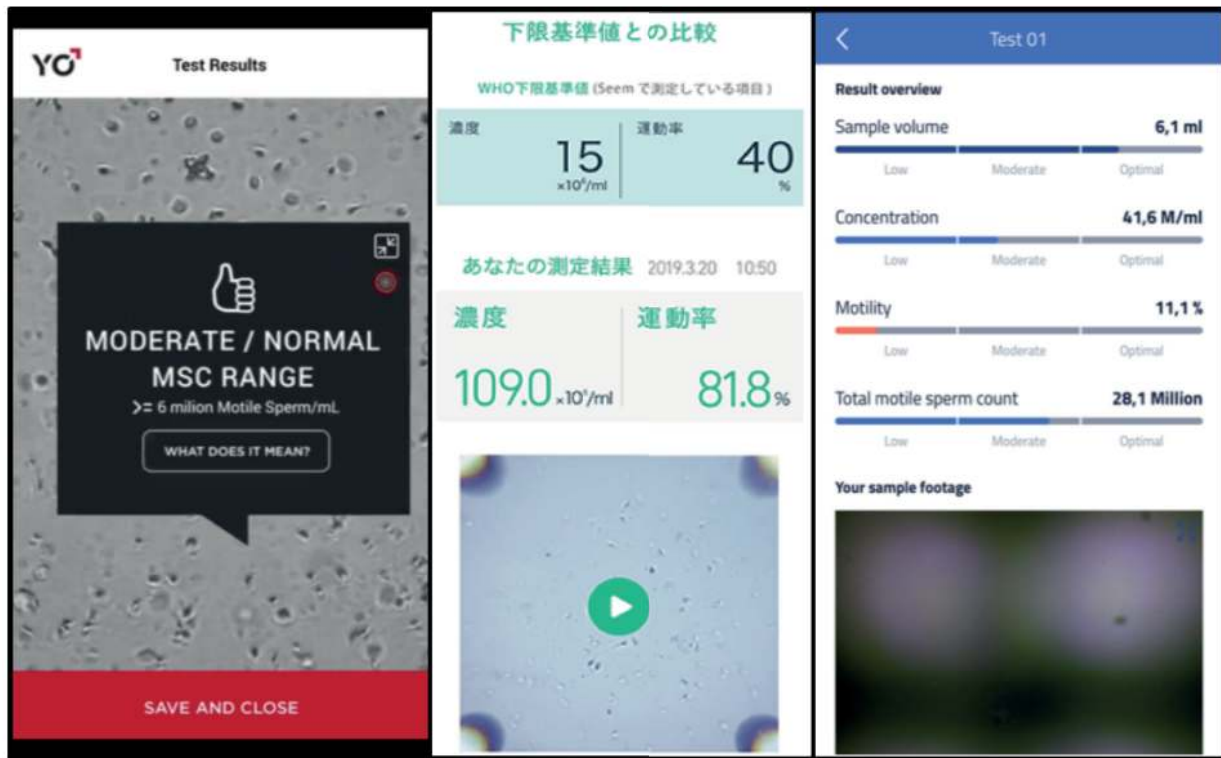 YO
Test Results
MODERATE / NORMAL
MSC RANGE
>= 6 milion Motile Sperm/mL
WHAT DOES IT MEAN?
SAVE AND CLOSE
下限基準値との比較
WHO下限基準値 (Seem で測定している項目)
濃度 運動率
15 40
×10⁶/ml %
あなたの測定結果 2019.3.20 10:50
濃度 運動率
109.0 ×10⁶/ml 81.8 %
Test 01
Result overview
Sample volume 6,1 ml
Low Moderate Optimal
Concentration 41,6 M/ml
Low Moderate Optimal
Motility 11,1 %
Low Moderate Optimal
Total motile sperm count 28,1 Million
Low Moderate Optimal
Your sample footage